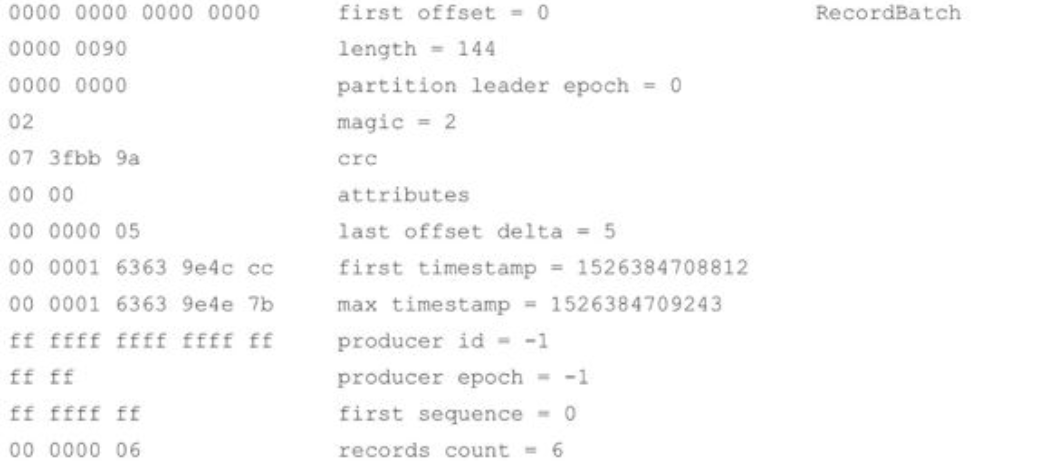 0000 0000 0000 0000 first offset = 0 RecordBatch
0000 0090 length = 144
0000 0000 partition leader epoch = 0
02 magic = 2
07 3fbb 9a crc
00 00 attributes
00 0000 05 last offset delta = 5
00 0001 6363 9e4c cc first timestamp = 1526384708812
00 0001 6363 9e4e 7b max timestamp = 1526384709243
ff ffff ffff ffff ff producer id = -1
ff ff producer epoch = -1
ff ffff ff first sequence = 0
00 0000 06 records count = 6